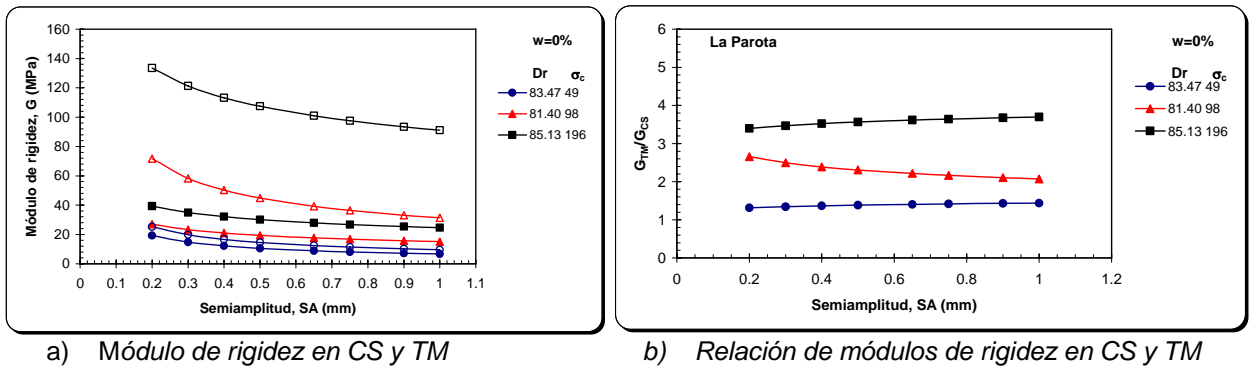 160
140
120
100
80
60
40
20
0
Módulo de rigidez, G (MPa)
0 0.1 0.2 0.3 0.4 0.5 0.6 0.7 0.8 0.9 1 1.1
Semiamplitud, SA (mm)
w=0%
Dr σc
83.47 49
81.40 98
85.13 196
a) Módulo de rigidez en CS y TM
La Parota
6
5
4
3
2
1
0
GTM/GCS
0 0.2 0.4 0.6 0.8 1 1.2
Semiamplitud, SA (mm)
w=0%
Dr σc
83.47 49
81.40 98
85.13 196
b) Relación de módulos de rigidez en CS y TM